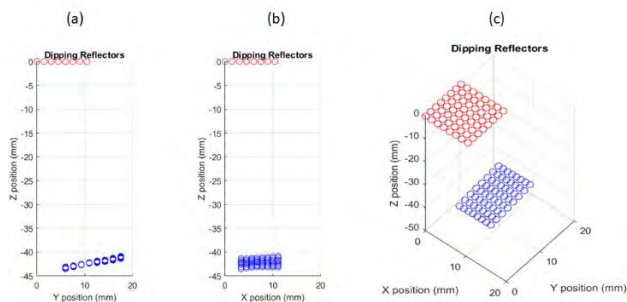 (a)
Dipping Reflectors
0
-5
-10
-15
-20
-25
-30
-35
-40
-45
0
10
20
Y position (mm)
Z position (mm)
(b)
Dipping Reflectors
0
-5
-10
-15
-20
-25
-30
-35
-40
-45
0
10
20
X position (mm)
Z position (mm)
(c)
Dipping Reflectors
0
-10
-20
-30
-40
-50
Z position (mm)
0
10
20
X position (mm)
0
10
20
Y position (mm)